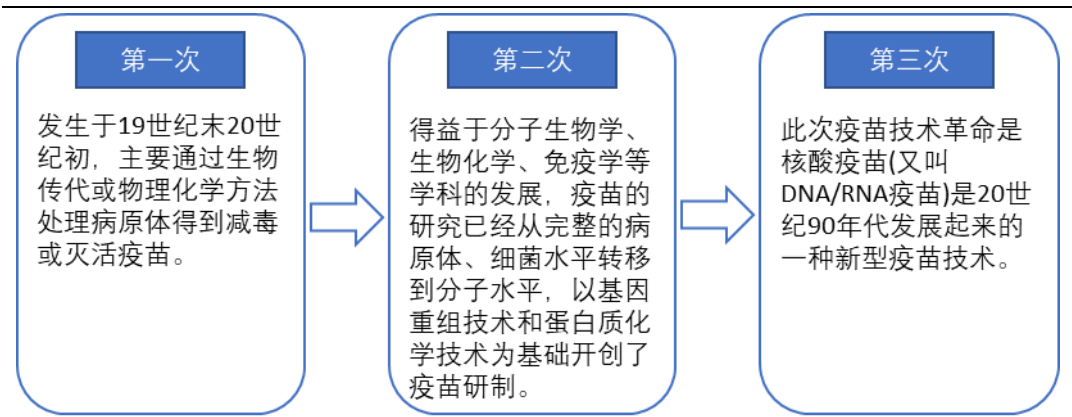 第一次
发生于19世纪末20世
纪初，主要通过生物
传代或物理化学方法
处理病原体得到减毒
或灭活疫苗。
第二次
得益于分子生物学、
生物化学、免疫学等
学科的发展，疫苗的
研究已经从完整的病
原体、细菌水平转移
到分子水平，以基因
重组技术和蛋白质化
学技术为基础开创了
疫苗研制。
第三次
此次疫苗技术革命是
核酸疫苗(又叫
DNA/RNA疫苗)是20世
纪90年代发展起来的
一种新型疫苗技术。